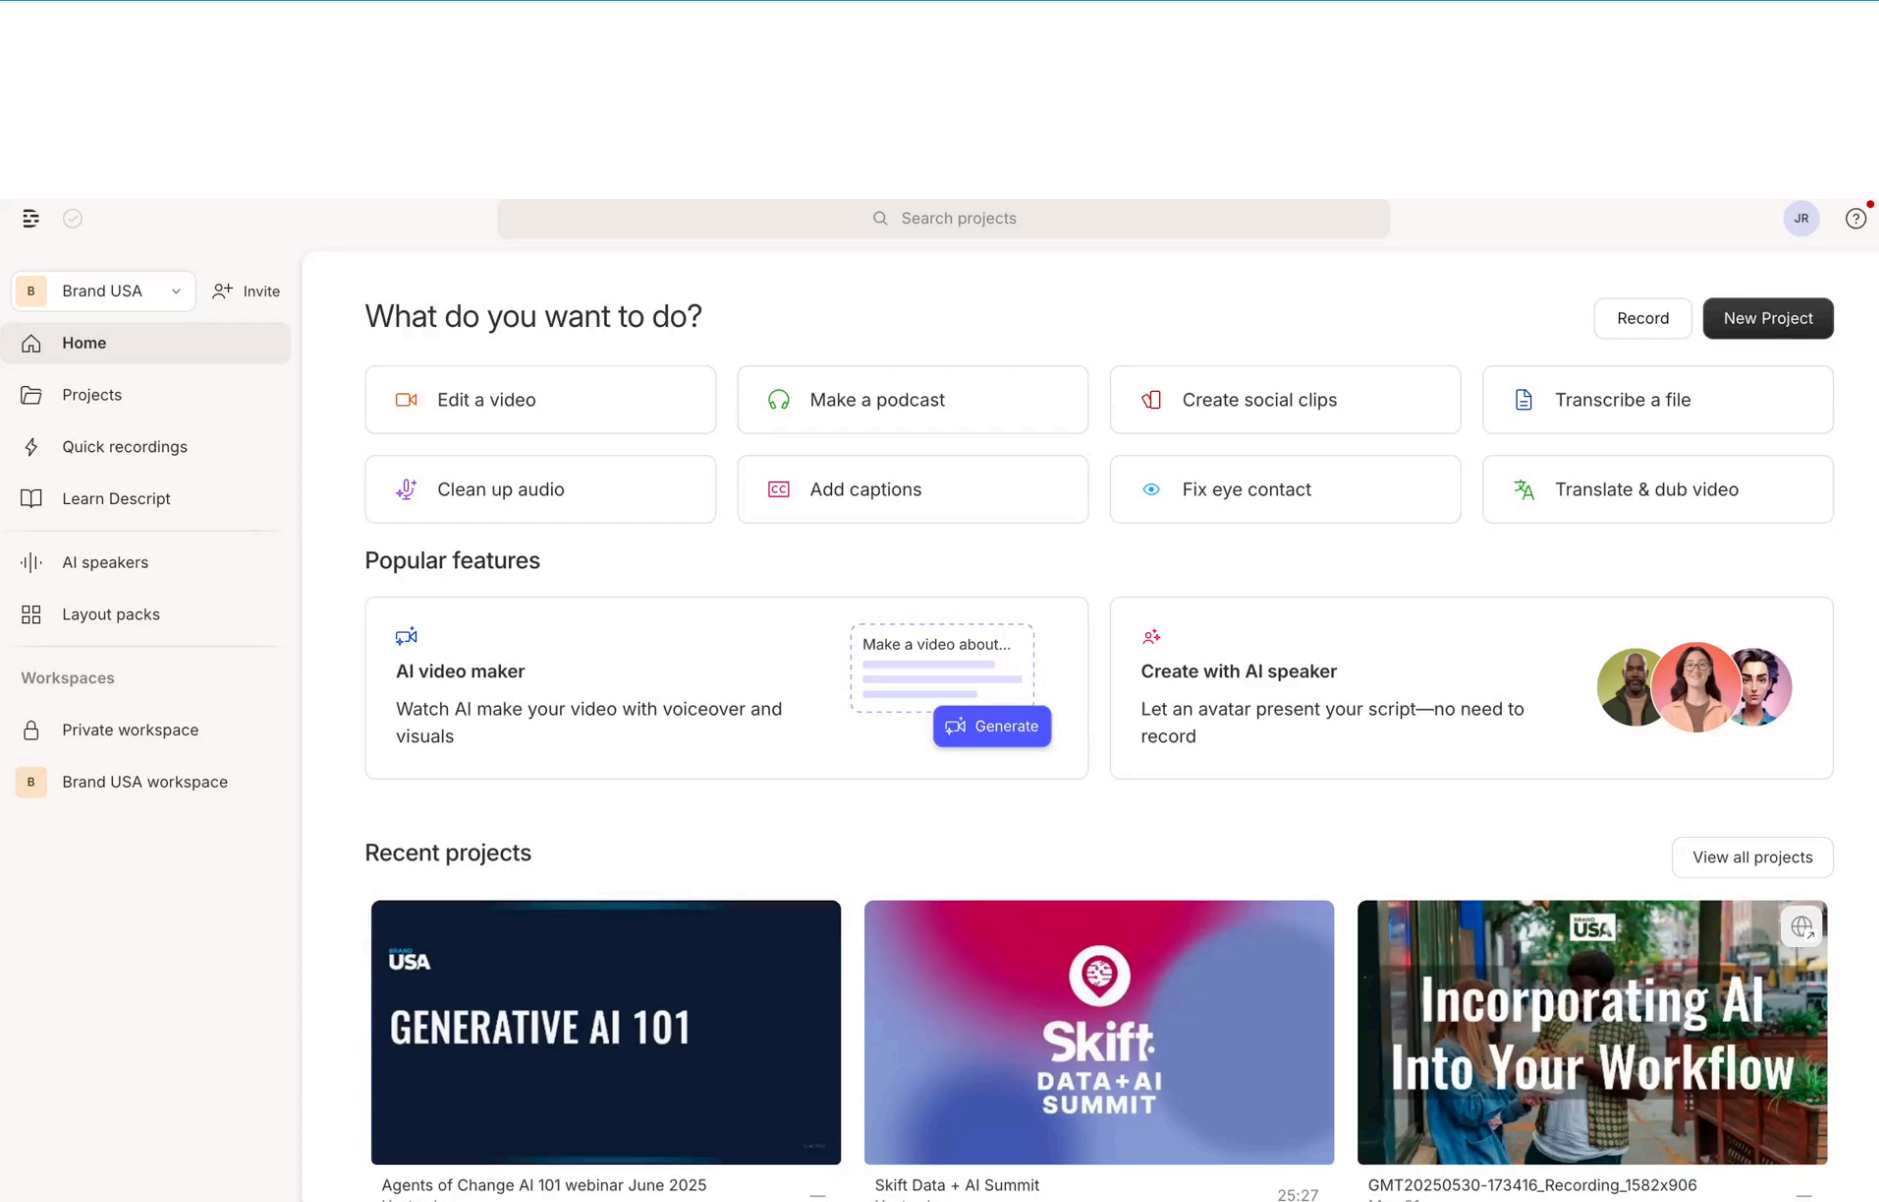 Search projects
JR
B Brand USA
Invite
Home
Projects
Quick recordings
Learn Descript
AI speakers
Layout packs
Workspaces
Private workspace
B Brand USA workspace
What do you want to do?
Record
New Project
Edit a video
Make a podcast
Create social clips
Transcribe a file
Clean up audio
CC Add captions
Fix eye contact
Translate & dub video
Popular features
AI video maker
Watch AI make your video with voiceover and
visuals
Make a video about...
Generate
Create with AI speaker
Let an avatar present your script—no need to
record
Recent projects
View all projects
BRAND
USA
GENERATIVE AI 101
Skift
DATA+AI
SUMMIT
BRAND
USA
Incorporating AI
Into Your Workflow
Agents of Change AI 101 webinar June 2025
Skift Data + AI Summit
25:27
GMT20250530-173416_Recording_1582x906